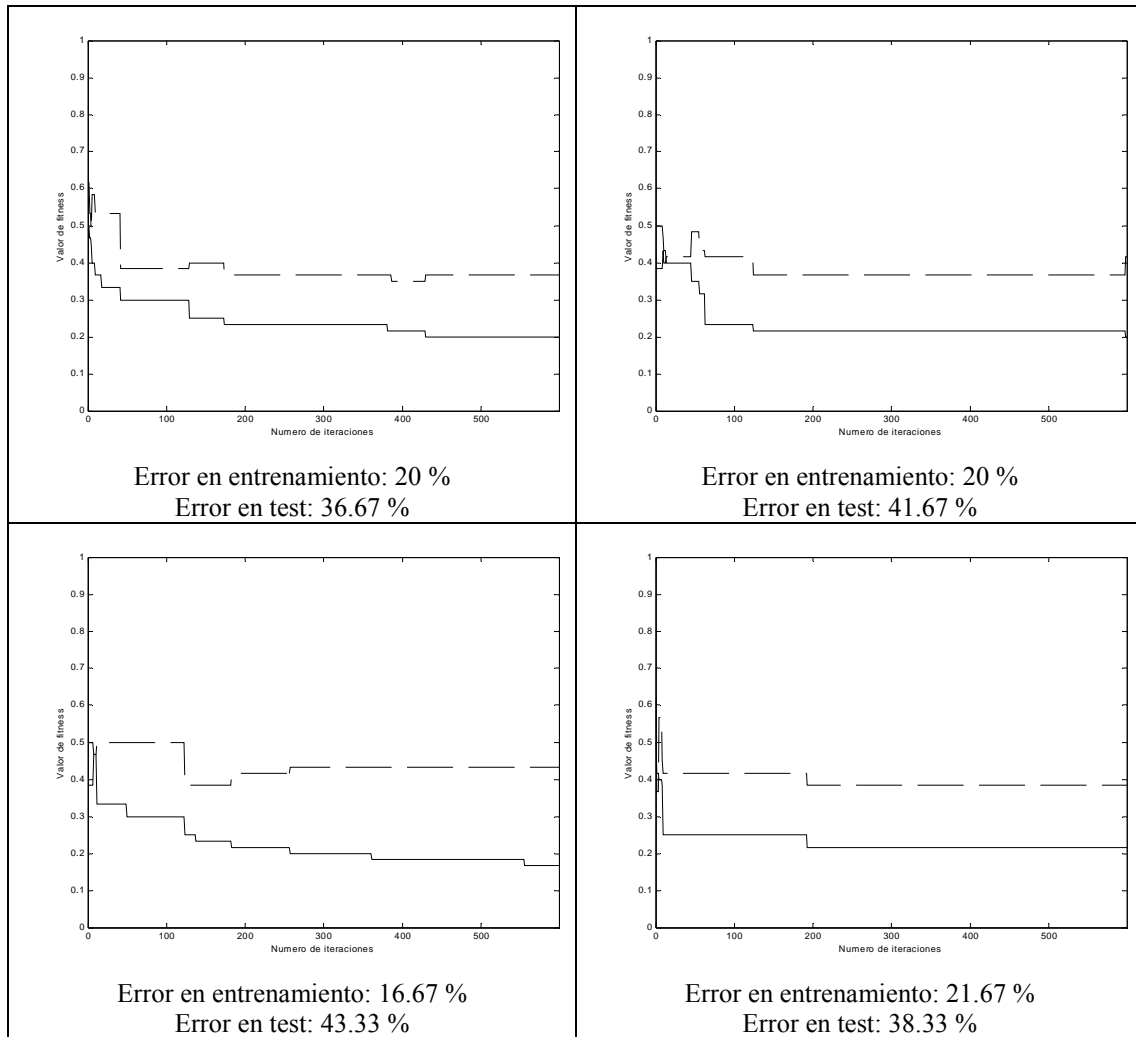 1
0.9
0.8
0.7
0.6
0.5
0.4
0.3
0.2
0.1
0
Valor de fitness
0 100 200 300 400 500
Numero de iteraciones
Error en entrenamiento: 20 %
Error en test: 36.67 %
1
0.9
0.8
0.7
0.6
0.5
0.4
0.3
0.2
0.1
0
Valor de fitness
0 100 200 300 400 500
Numero de iteraciones
Error en entrenamiento: 20 %
Error en test: 41.67 %
1
0.9
0.8
0.7
0.6
0.5
0.4
0.3
0.2
0.1
0
Valor de fitness
0 100 200 300 400 500
Numero de iteraciones
Error en entrenamiento: 16.67 %
Error en test: 43.33 %
1
0.9
0.8
0.7
0.6
0.5
0.4
0.3
0.2
0.1
0
Valor de fitness
0 100 200 300 400 500
Numero de iteraciones
Error en entrenamiento: 21.67 %
Error en test: 38.33 %